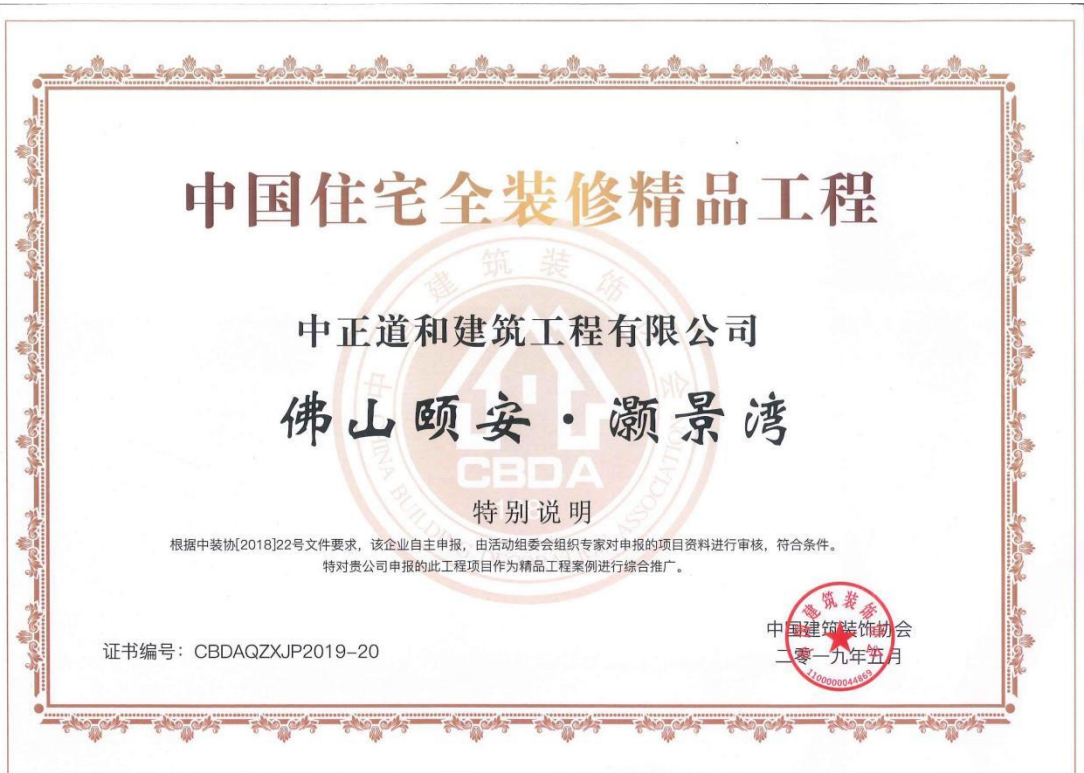 中国住宅全装修精品工程
中正道和建筑工程有限公司
佛山颐安·灏景湾
CBDA
特别说明
根据中装协[2018]22号文件要求，该企业自主申报，由活动组委会组织专家对申报的项目资料进行审核，符合条件。
特对贵公司申报的此工程项目作为精品工程案例进行综合推广。
证书编号：CBDAQZXJP2019-20
中国建筑装饰协会
二零一九年五月
1100000044869